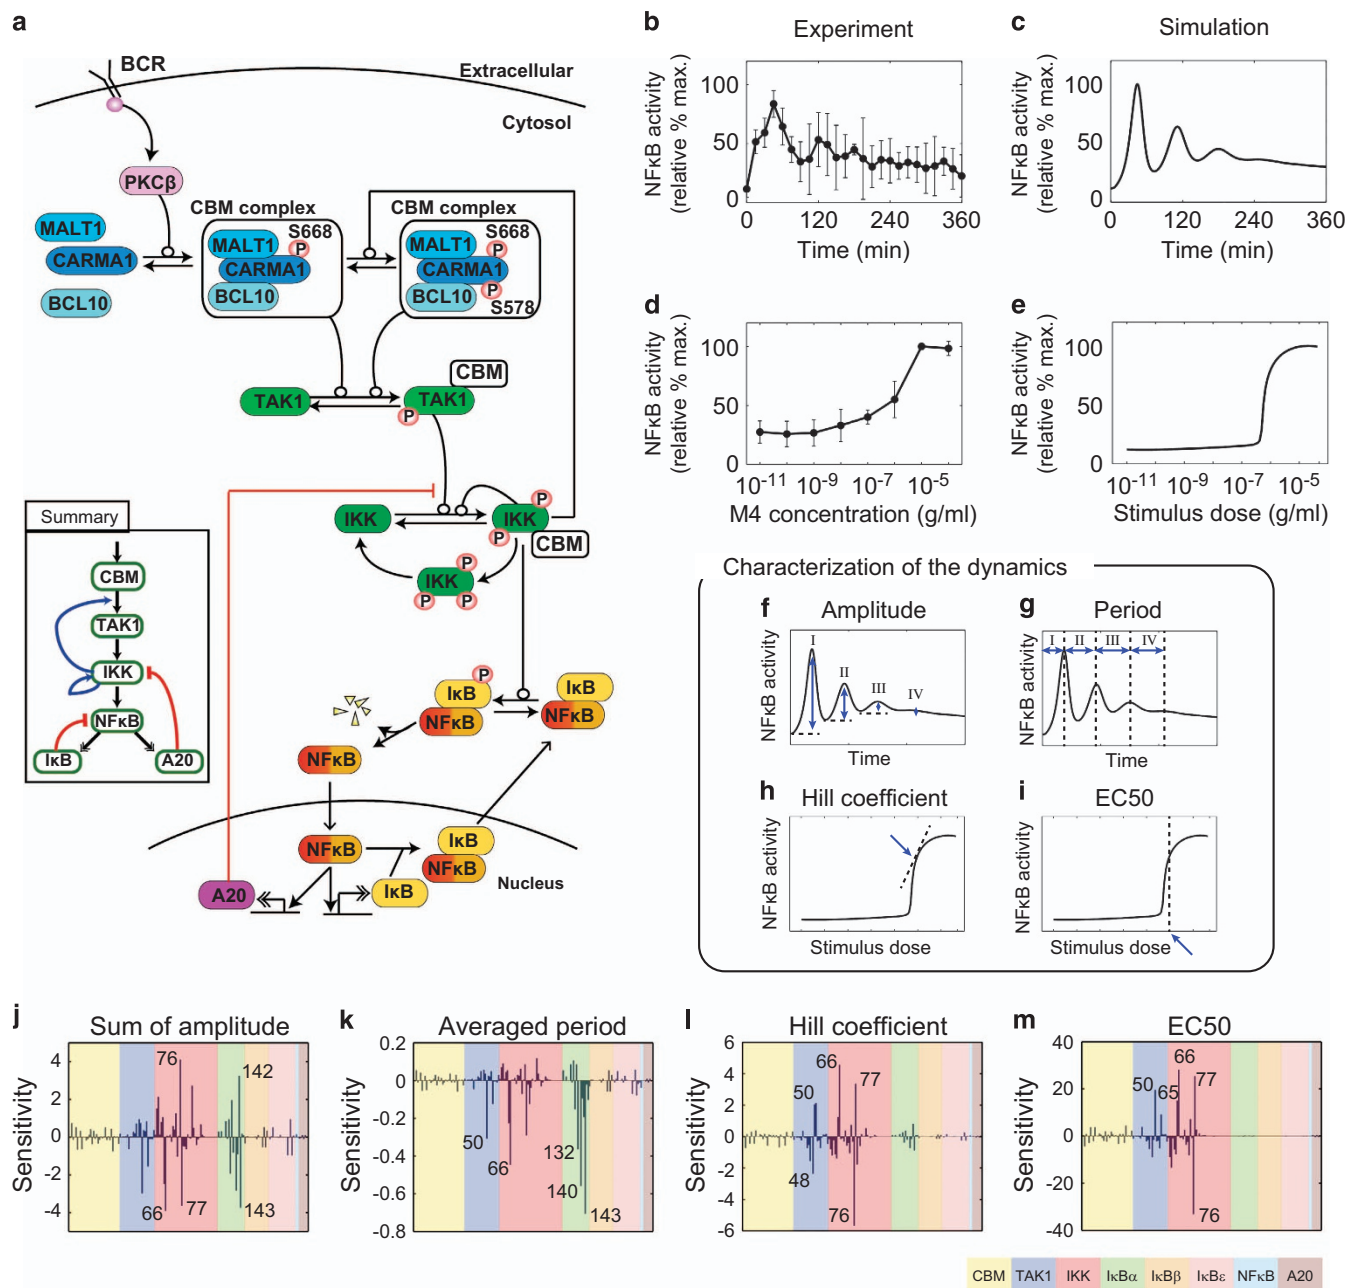 a
BCR
Extracellular
Cytosol
PKCβ
CBM complex
CBM complex
MALT1
CARMA1
BCL10
MALT1
S668
P
CARMA1
BCL10
MALT1
S668
P
CARMA1
BCL10
P
S578
TAK1
CBM
TAK1
P
IKK
P
IKK
P
CBM
P
IKK
P
P
P
IκB
NFκB
IκB
NFκB
NFκB
NFκB
IκB
NFκB
Nucleus
A20
IκB
Summary
CBM
TAK1
IKK
NFκB
IκB
A20
b
Experiment
NFκB activity
(relative % max.)
100
50
0
0 120 240 360
Time (min)
c
Simulation
NFκB activity
(relative % max.)
100
50
0
0 120 240 360
Time (min)
d
NFκB activity
(relative % max.)
100
50
0
10-11 10-9 10-7 10-5
M4 concentration (g/ml)
e
NFκB activity
(relative % max.)
100
50
0
10-11 10-9 10-7 10-5
Stimulus dose (g/ml)
Characterization of the dynamics
f
Amplitude
NFκB activity
I
II
III
IV
Time
g
Period
NFκB activity
I II III IV
Time
h
Hill coefficient
NFκB activity
Stimulus dose
i
EC50
NFκB activity
Stimulus dose
j
Sum of amplitude
Sensitivity
4
2
0
-2
-4
76
142
66
77
143
k
Averaged period
Sensitivity
0.2
0
-0.2
-0.4
-0.6
-0.8
50
66
132
140
143
l
Hill coefficient
Sensitivity
6
4
2
0
-2
-4
-6
66
50
77
48
76
m
EC50
Sensitivity
40
20
0
-20
-40
66
50
65
77
76
CBM TAK1 IKK IκBα IκBβ IκBε NFκB A20